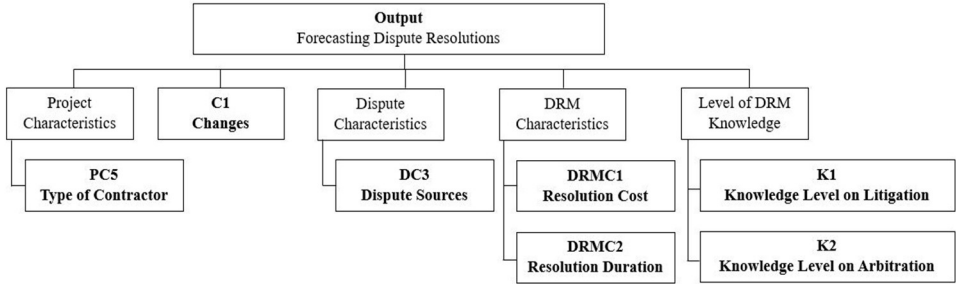 Output
Forecasting Dispute Resolutions
Project
Characteristics
C1
Changes
Dispute
Characteristics
DRM
Characteristics
Level of DRM
Knowledge
PC5
Type of Contractor
DC3
Dispute Sources
DRMC1
Resolution Cost
K1
Knowledge Level on Litigation
DRMC2
Resolution Duration
K2
Knowledge Level on Arbitration